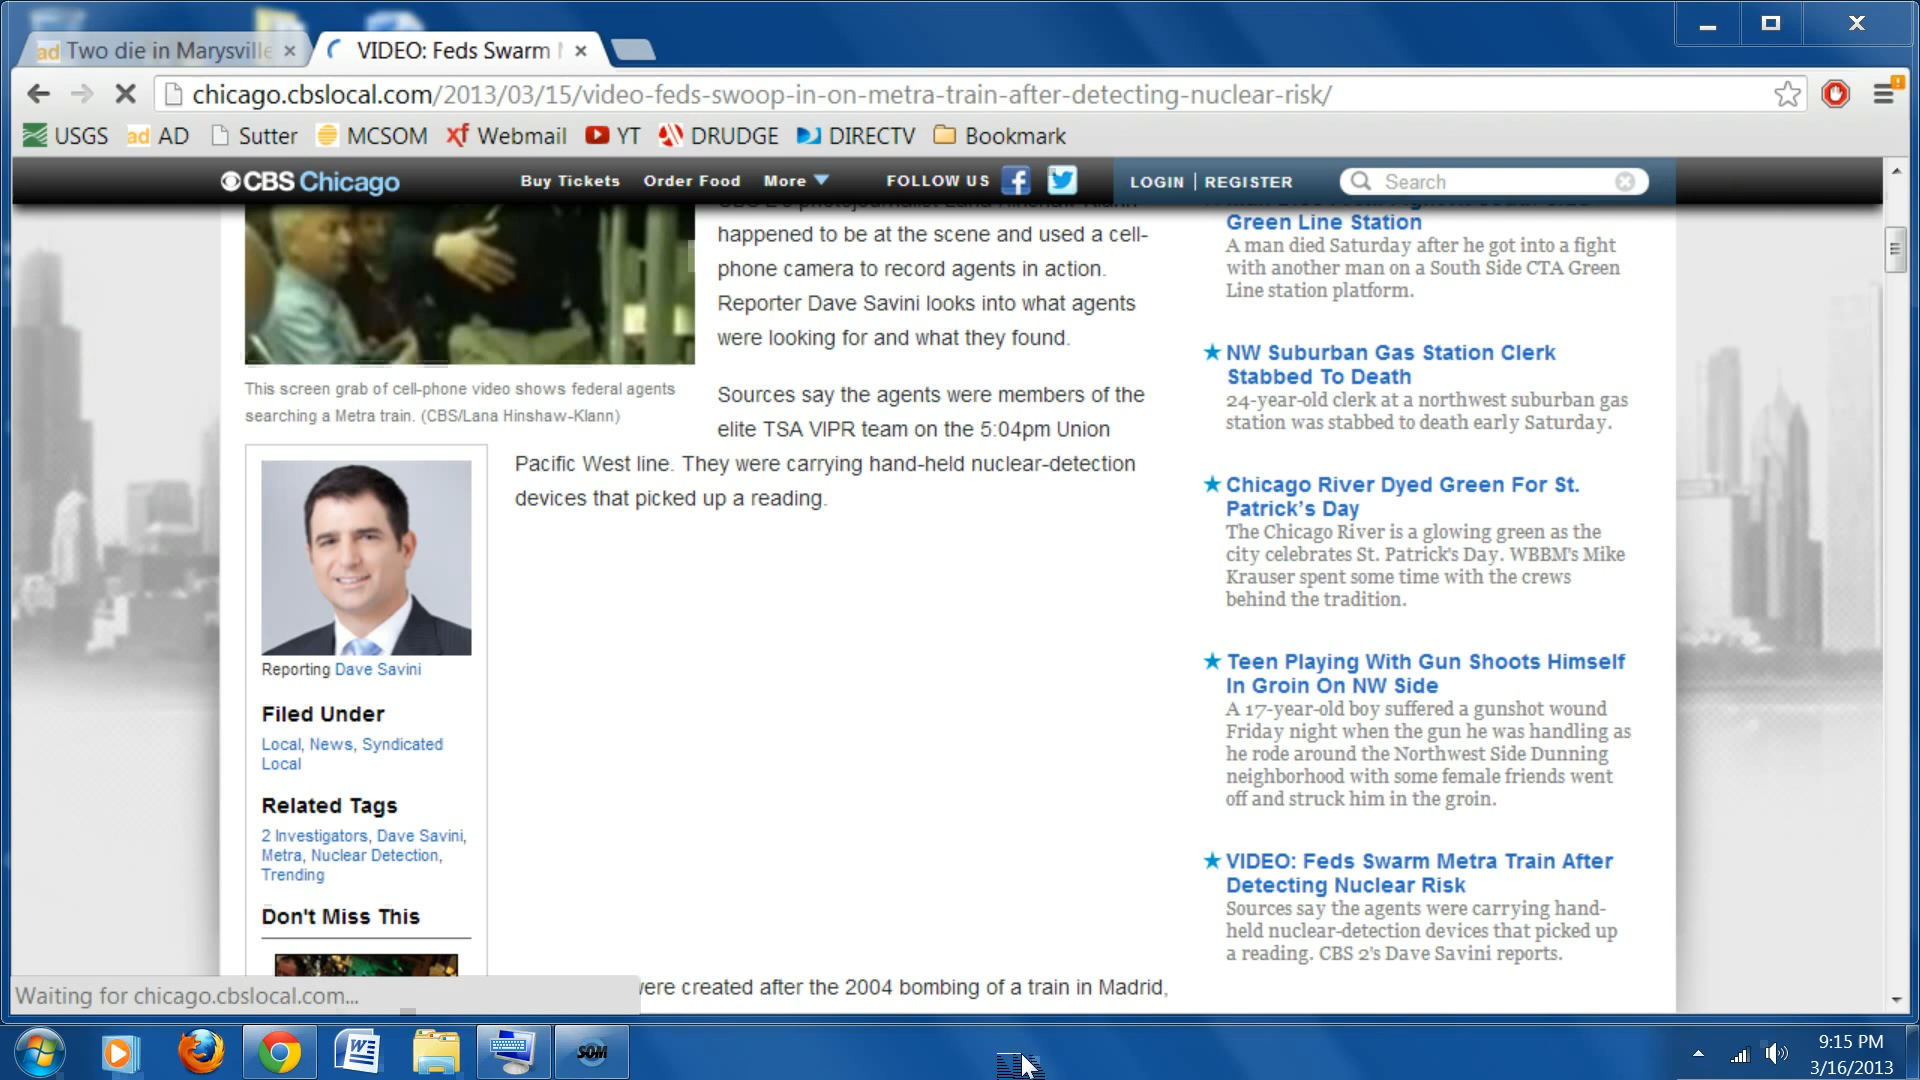 ad Two die in Marysville
VIDEO: Feds Swarm
chicago.cbslocal.com/2013/03/15/video-feds-swoop-in-on-metra-train-after-detecting-nuclear-risk/
USGS ad AD Sutter MCSOM xf Webmail YT DRUDGE DIRECTV Bookmark
CBS Chicago Buy Tickets Order Food More FOLLOW US LOGIN | REGISTER Search
happened to be at the scene and used a cell-
phone camera to record agents in action.
Reporter Dave Savini looks into what agents
were looking for and what they found.
This screen grab of cell-phone video shows federal agents
searching a Metra train. (CBS/Lana Hinshaw-Klann)
Sources say the agents were members of the
elite TSA VIPR team on the 5:04pm Union
Pacific West line. They were carrying hand-held nuclear-detection
devices that picked up a reading.
Reporting Dave Savini
Filed Under
Local, News, Syndicated
Local
Related Tags
2 Investigators, Dave Savini,
Metra, Nuclear Detection,
Trending
Don't Miss This
were created after the 2004 bombing of a train in Madrid,
Green Line Station
A man died Saturday after he got into a fight
with another man on a South Side CTA Green
Line station platform.
NW Suburban Gas Station Clerk
Stabbed To Death
24-year-old clerk at a northwest suburban gas
station was stabbed to death early Saturday.
Chicago River Dyed Green For St.
Patrick's Day
The Chicago River is a glowing green as the
city celebrates St. Patrick's Day. WBBM's Mike
Krauser spent some time with the crews
behind the tradition.
Teen Playing With Gun Shoots Himself
In Groin On NW Side
A 17-year-old boy suffered a gunshot wound
Friday night when the gun he was handling as
he rode around the Northwest Side Dunning
neighborhood with some female friends went
off and struck him in the groin.
VIDEO: Feds Swarm Metra Train After
Detecting Nuclear Risk
Sources say the agents were carrying hand-
held nuclear-detection devices that picked up
a reading. CBS 2's Dave Savini reports.
Waiting for chicago.cbslocal.com...
SOM
9:15 PM
3/16/2013